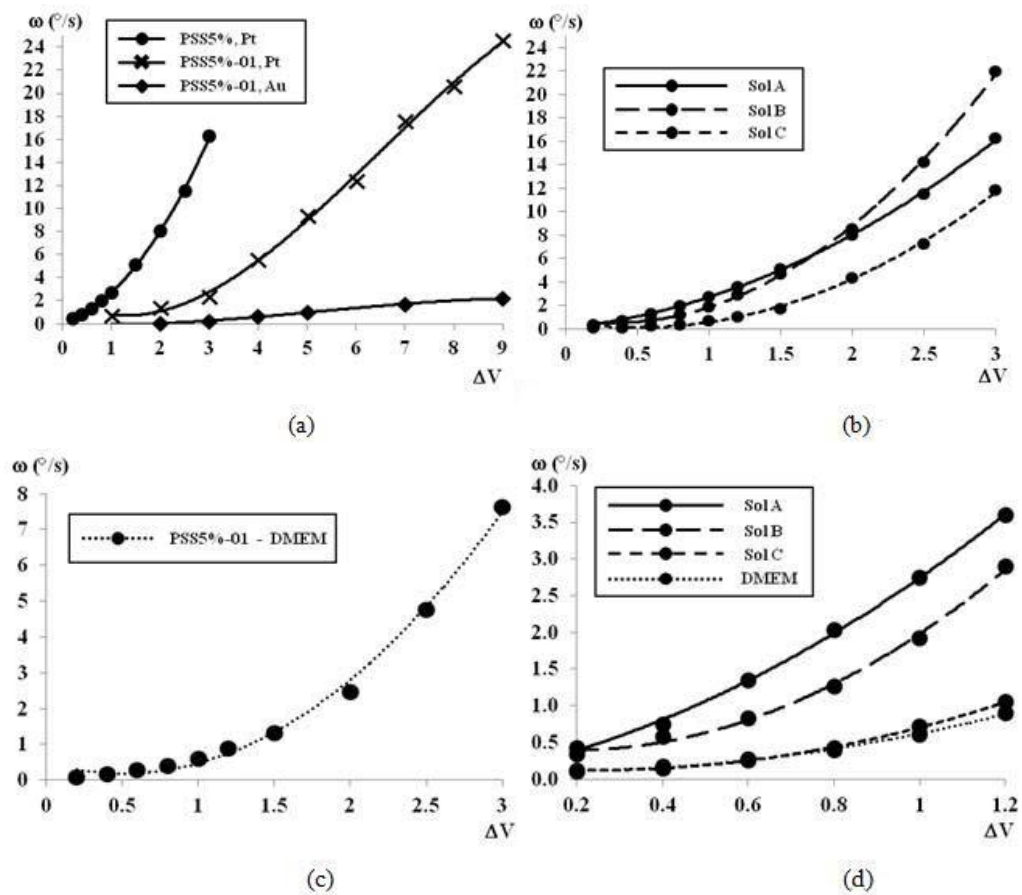 ω (°/s)
24
22
20
18
16
14
12
10
8
6
4
2
0
0 1 2 3 4 5 6 7 8 9
ΔV
PSS5%, Pt
PSS5%-01, Pt
PSS5%-01, Au
(a)
ω (°/s)
24
22
20
18
16
14
12
10
8
6
4
2
0
0 0.5 1 1.5 2 2.5 3
ΔV
Sol A
Sol B
Sol C
(b)
ω (°/s)
8
7
6
5
4
3
2
1
0
0 0.5 1 1.5 2 2.5 3
ΔV
PSS5%-01 - DMEM
(c)
ω (°/s)
4.0
3.5
3.0
2.5
2.0
1.5
1.0
0.5
0.0
0.2 0.4 0.6 0.8 1 1.2
ΔV
Sol A
Sol B
Sol C
DMEM
(d)